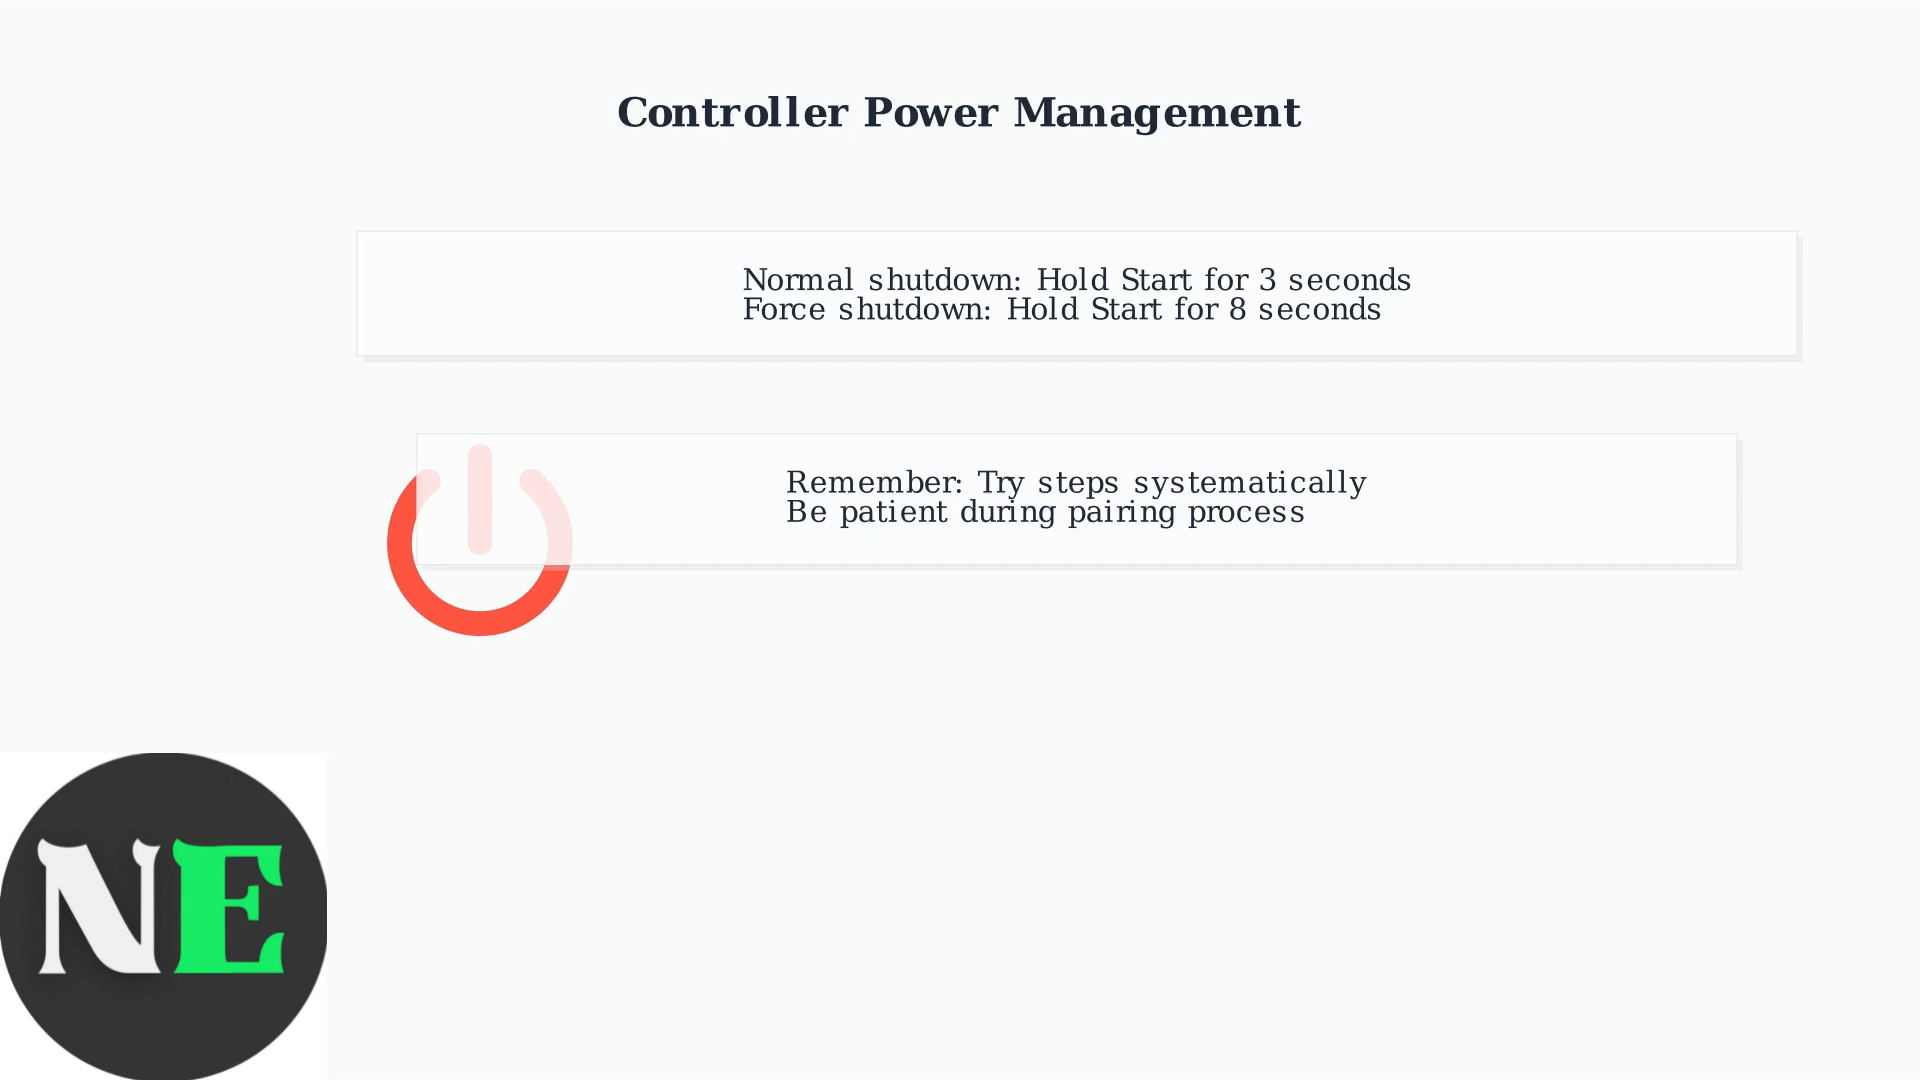 Controller Power Management
Normal shutdown: Hold Start for 3 seconds
Force shutdown: Hold Start for 8 seconds
Remember: Try steps systematically
Be patient during pairing process
NE